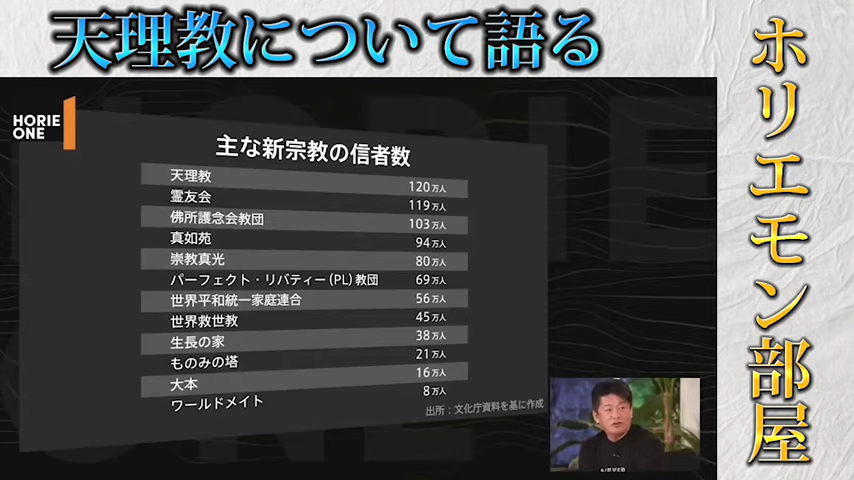 天理教について語る
ホリエモン部屋
HORIE
ONE
主な新宗教の信者数
天理教 120万人
霊友会 119万人
佛所護念会教団 103万人
真如苑 94万人
崇教真光 80万人
パーフェクト・リバティー(PL)教団 69万人
世界平和統一家庭連合 56万人
世界救世教 45万人
生長の家 38万人
ものみの塔 21万人
大本 16万人
ワールドメイト 8万人
出所：文化庁資料を基に作成